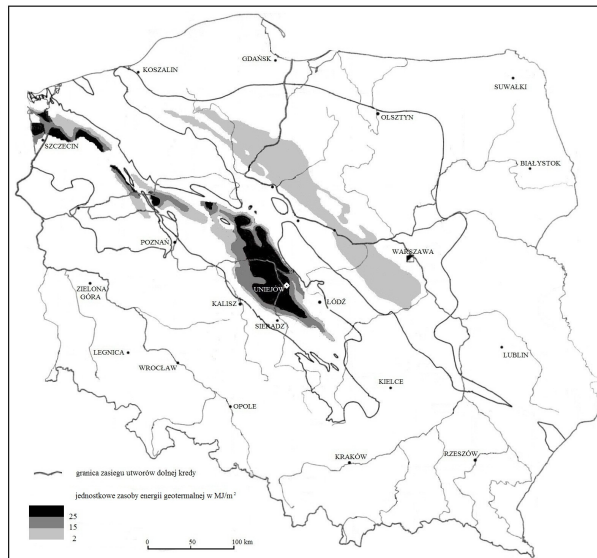 GDAŃSK
KOSZALIN
SUWAŁKI
OLSZTYN
SZCZECIN
BIAŁYSTOK
POZNAŃ
WARSZAWA
UNIEJÓW
ZIELONA
GÓRA
KALISZ
ŁÓDŹ
SIERADZ
LEGNICA
LUBLIN
WROCŁAW
KIELCE
OPOLE
KRAKÓW
RZESZÓW
granica zasiegu utworów dolnej kredy
jednostkowe zasoby energii geotermalnej w MJ/m²
25
15
2
0 50 100 km